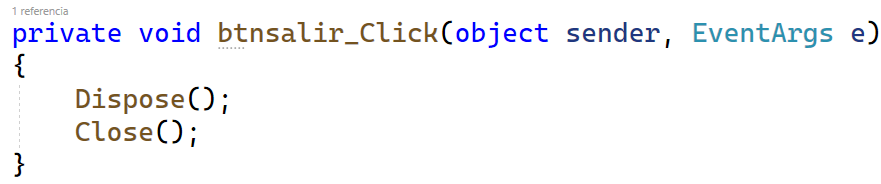 1 referencia
private void btnsalir_Click(object sender, EventArgs e)
{
    Dispose();
    Close();
}